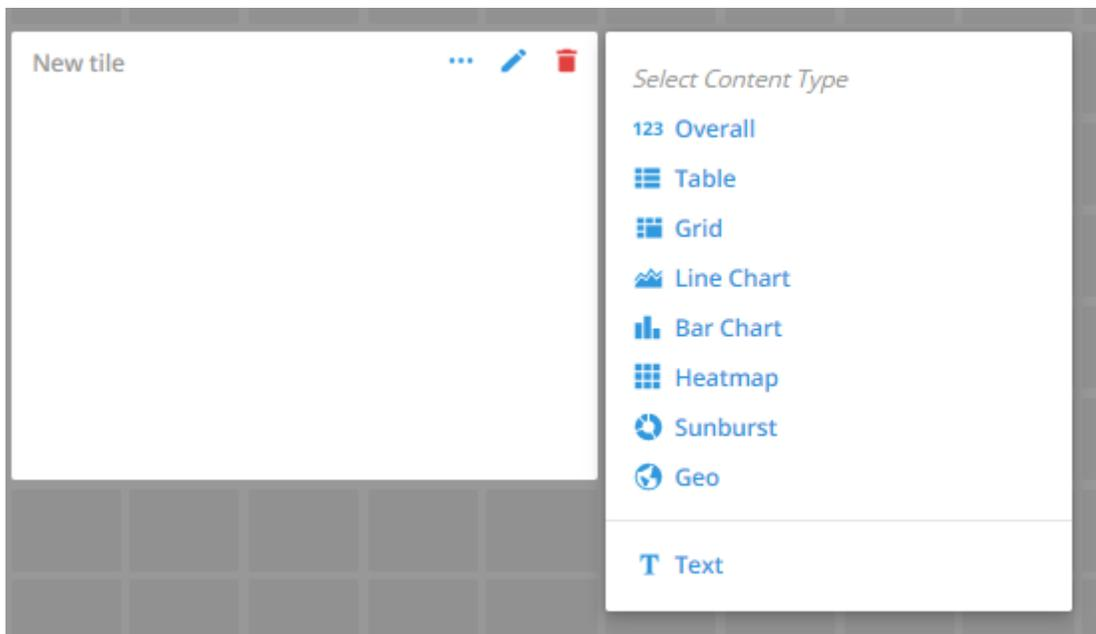 New tile
Select Content Type
123 Overall
Table
Grid
Line Chart
Bar Chart
Heatmap
Sunburst
Geo
T Text